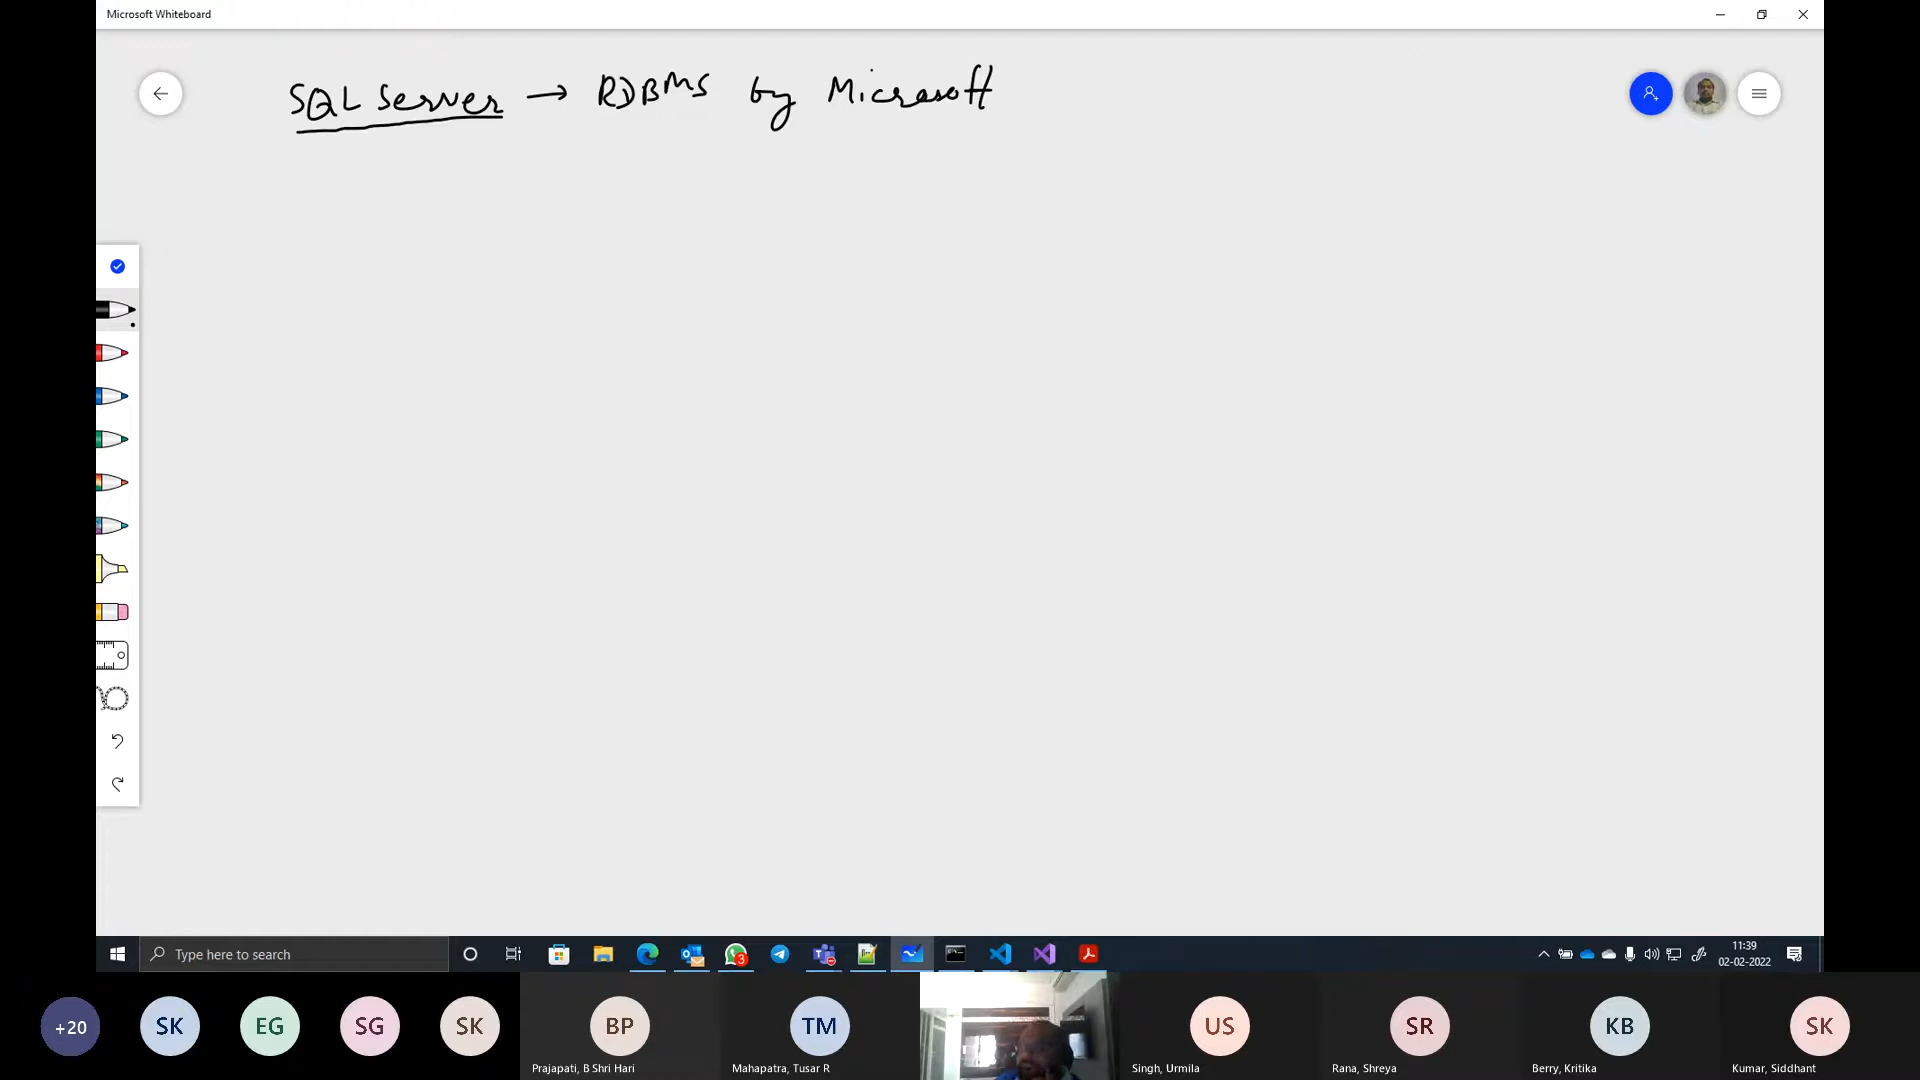 Microsoft Whiteboard
SQL Server → RDBMS by Microsoft
Type here to search
3
11:39
02-02-2022
+20
SK
EG
SG
SK
BP
TM
US
SR
KB
SK
Prajapati, B Shri Hari
Mahapatra, Tusar R
Singh, Urmila
Rana, Shreya
Berry, Kritika
Kumar, Siddhant